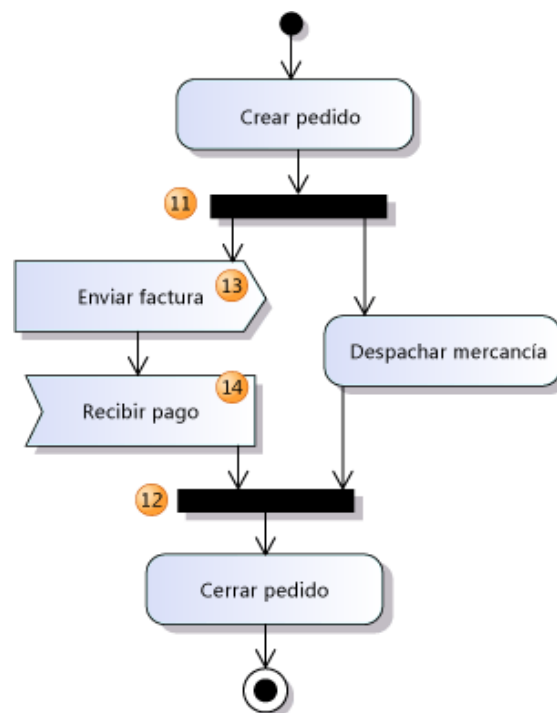 Crear pedido
11
13
Enviar factura
Despachar mercancía
14
Recibir pago
12
Cerrar pedido